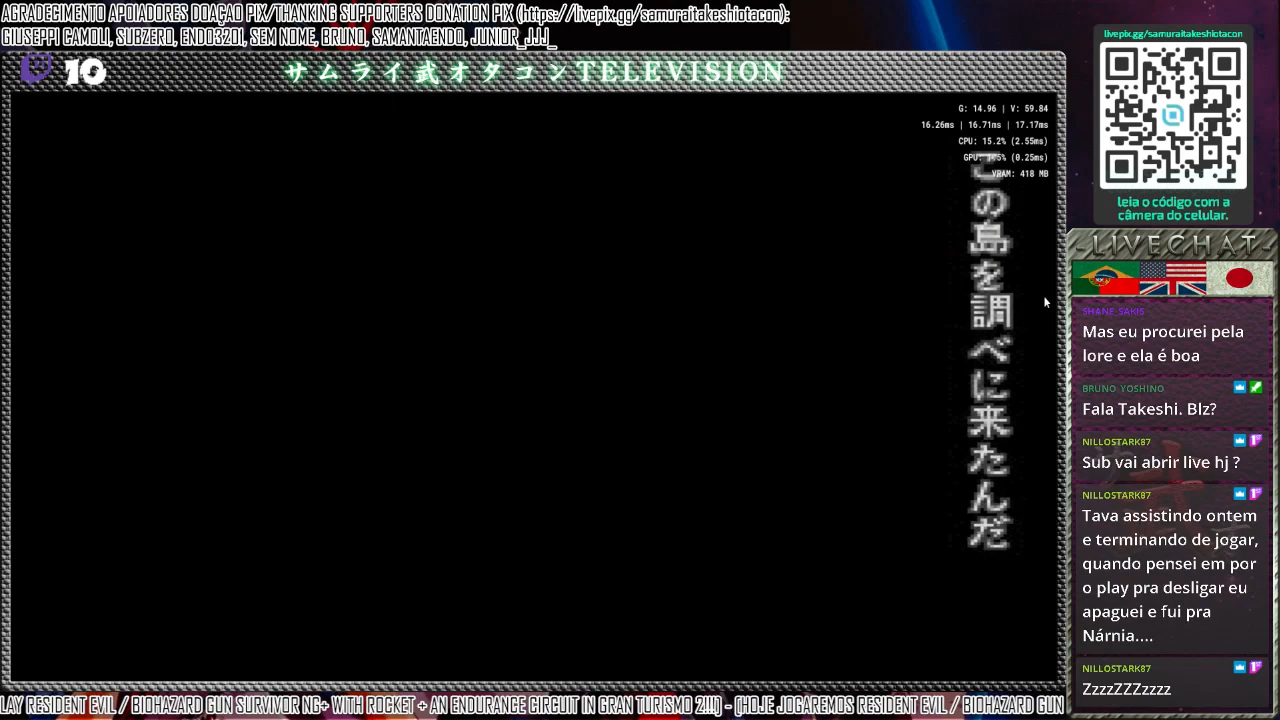 AGRADECIMENTO APOIADORES DOAÇAO PIX/THANKING SUPPORTERS DONATION PIX (https://livepix.gg/samuraitakeshiotacon):
GIUSEPPI CAMOLI, SUBZERO, ENDO3201, SEM NOME, BRUNO, SAMANTAENDO, JUNIOR_JJJ_
10
サムライ武オタコンTELEVISION
G: 14.96 | V: 59.84
16.26ms | 16.71ms | 17.17ms
CPU: 15.2% (2.55ms)
GPU: (0.25ms)
VRAM: 418 MB
この島を調べに来たんだ
livepix.gg/samuraitakeshiotacon
leia o código com a
câmera do celular.
-LIVECHAT-
SHANE_SAKIS
Mas eu procurei pela
lore e ela é boa
BRUNO_YOSHINO
Fala Takeshi. Blz?
NILLOSTARK87
Sub vai abrir live hj ?
NILLOSTARK87
Tava assistindo ontem
e terminando de jogar,
quando pensei em por
o play pra desligar eu
apaguei e fui pra
Nárnia....
NILLOSTARK87
ZzzzZZZzzzz
LAY RESIDENT EVIL / BIOHAZARD GUN SURVIVOR NG+ WITH ROCKET + AN ENDURANCE CIRCUIT IN GRAN TURISMO 2!!!] - [HOJE JOGAREMOS RESIDENT EVIL / BIOHAZARD GUN